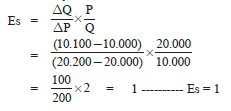 Es = ΔQ/ΔP × P/Q
= (10.100 – 10.000)/(20.200 – 20.000) × 20.000/10.000
= 100/200 ×2 = 1 ---------- Es = 1